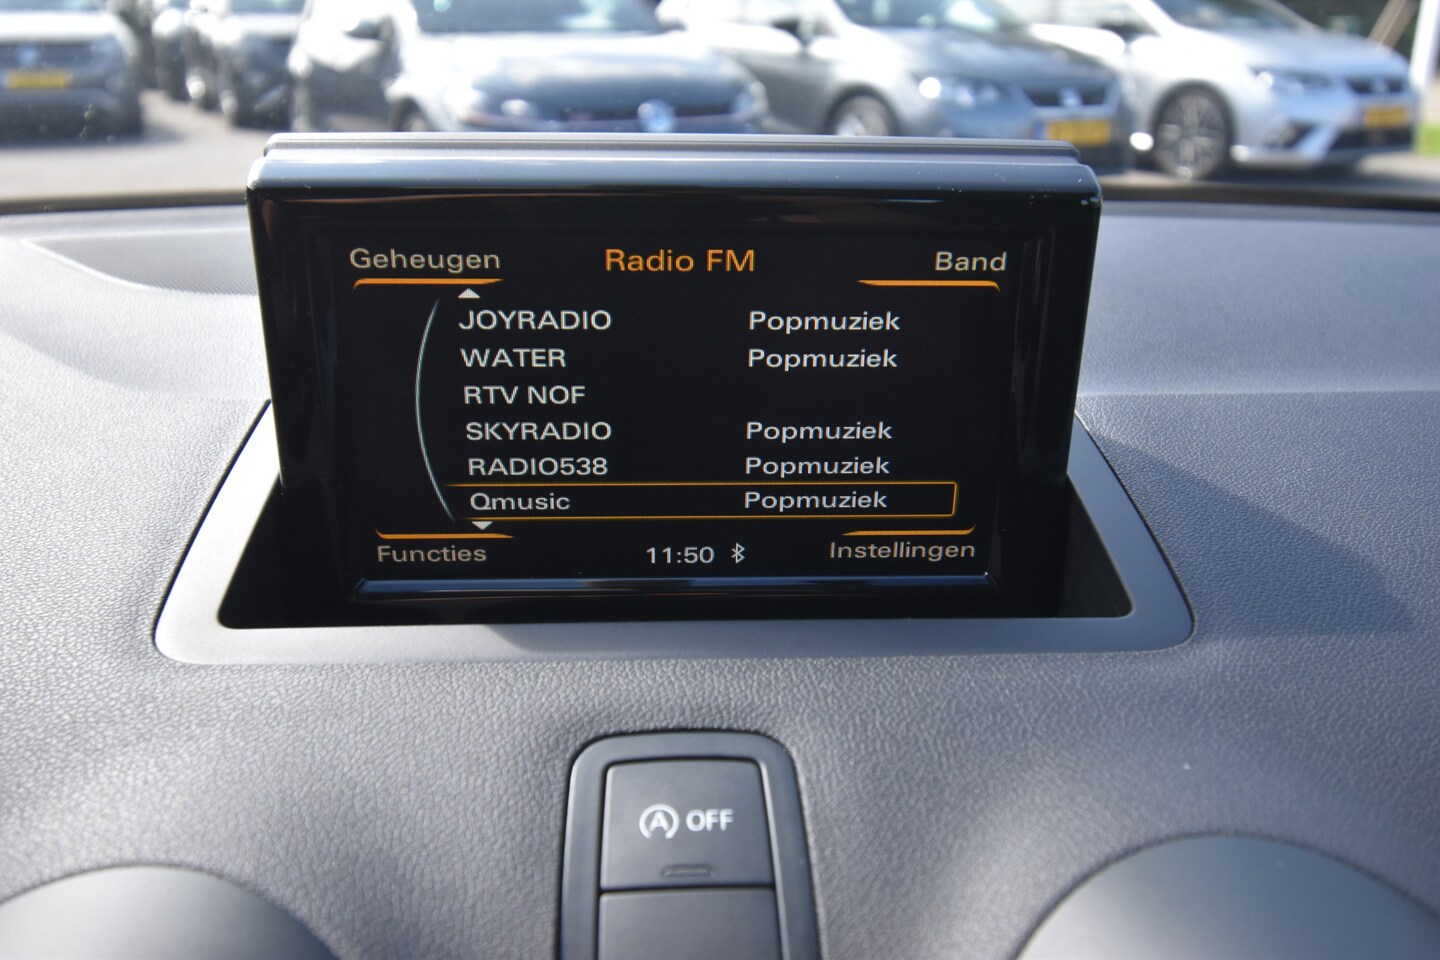 Geheugen Radio FM Band
JOYRADIO Popmuziek
WATER Popmuziek
RTV NOF
SKYRADIO Popmuziek
RADIO538 Popmuziek
Qmusic Popmuziek
Functies 11:50 Instellingen
A OFF